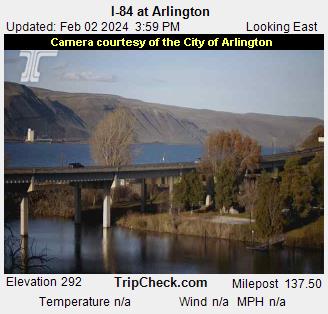 I-84 at Arlington
Updated: Feb 02 2024 3:59 PM Looking East
Camera courtesy of the City of Arlington
Elevation 292 TripCheck.com Milepost 137.50
Temperature n/a Wind n/a MPH n/a